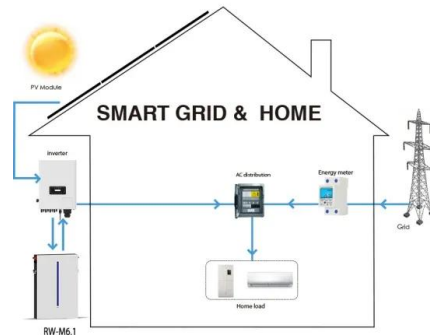 PV Module
SMART GRID & HOME
inverter
AC distribution
Energy meter
Grid
Home load
RW-M6.1